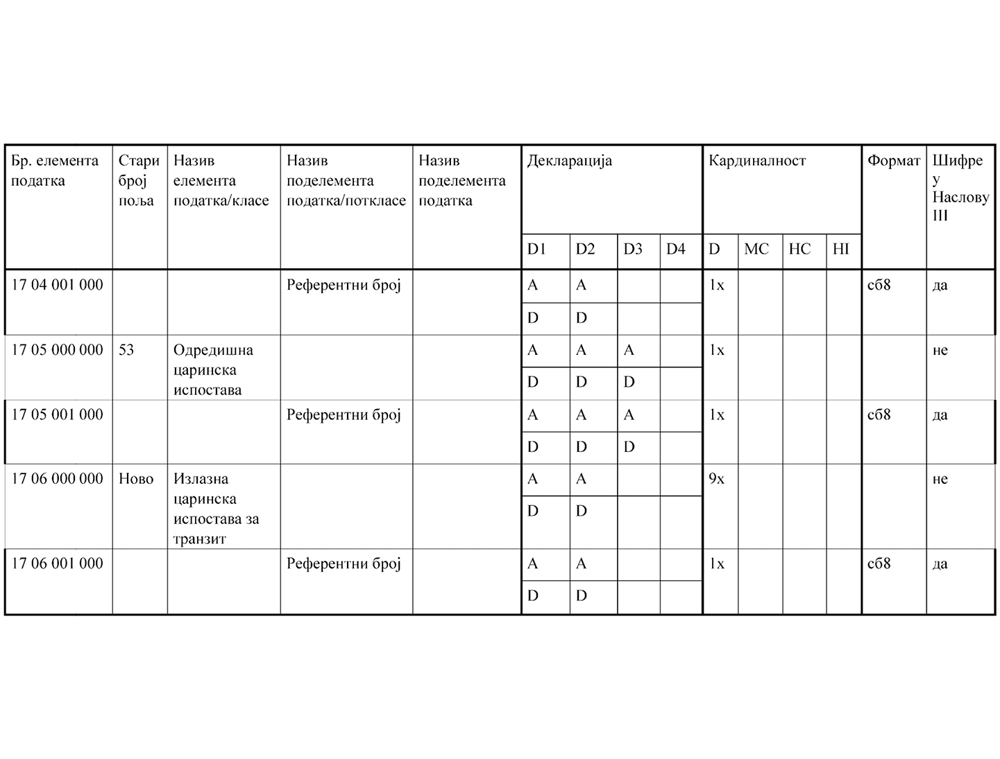 Бр. елемента податка | Стари број поља | Назив елемента податка/класе | Назив поделемента податка/поткласе | Назив поделемента податка | Декларација | Кардиналност | Формат | Шифре у Наслову III
D1 | D2 | D3 | D4 | D | MC | HC | HI
17 04 001 000 | Референтни број | A | A | 1x | сб8 | да
D | D
17 05 000 000 | 53 | Одредишна царинска испостава | A | A | A | 1x | не
D | D | D
17 05 001 000 | Референтни број | A | A | A | 1x | сб8 | да
D | D | D
17 06 000 000 | Ново | Излазна царинска испостава за транзит | A | A | 9x | не
D | D
17 06 001 000 | Референтни број | A | A | 1x | сб8 | да
D | D